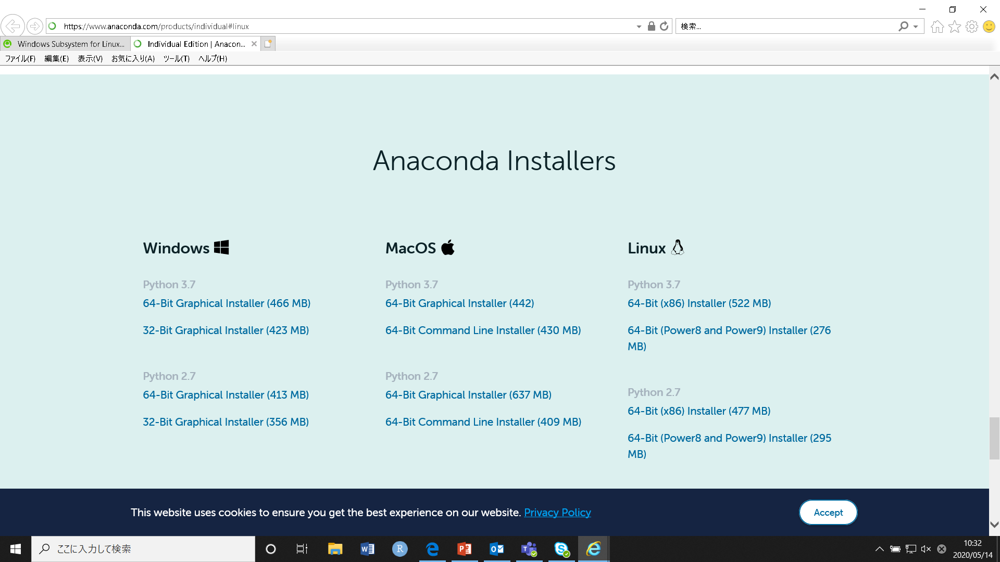 https://www.anaconda.com/products/individual#linux
検索...
Windows Subsystem for Linux...
Individual Edition | Anacon...
ファイル(F) 編集(E) 表示(V) お気に入り(A) ツール(T) ヘルプ(H)
Anaconda Installers
Windows
Python 3.7
64-Bit Graphical Installer (466 MB)
32-Bit Graphical Installer (423 MB)
Python 2.7
64-Bit Graphical Installer (413 MB)
32-Bit Graphical Installer (356 MB)
MacOS
Python 3.7
64-Bit Graphical Installer (442)
64-Bit Command Line Installer (430 MB)
Python 2.7
64-Bit Graphical Installer (637 MB)
64-Bit Command Line Installer (409 MB)
Linux
Python 3.7
64-Bit (x86) Installer (522 MB)
64-Bit (Power8 and Power9) Installer (276
MB)
Python 2.7
64-Bit (x86) Installer (477 MB)
64-Bit (Power8 and Power9) Installer (295
MB)
This website uses cookies to ensure you get the best experience on our website. Privacy Policy
Accept
ここに入力して検索
10:32
2020/05/14